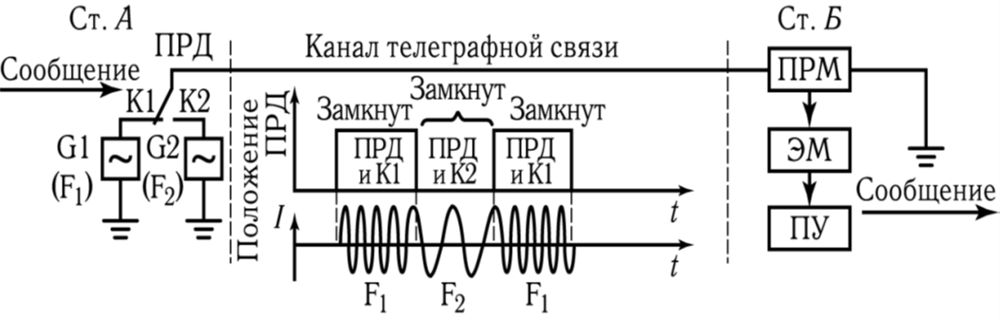 Ст. А
Ст. Б
ПРД
Канал телеграфной связи
Сообщение
ПРМ
К1
К2
Положение
ПРД
Замкнут
Замкнут
Замкнут
G1
(F₁)
~
G2
(F₂)
~
ПРД
и К1
ПРД
и К2
ПРД
и К1
ЭМ
Сообщение
t
I
ПУ
t
F₁
F₂
F₁